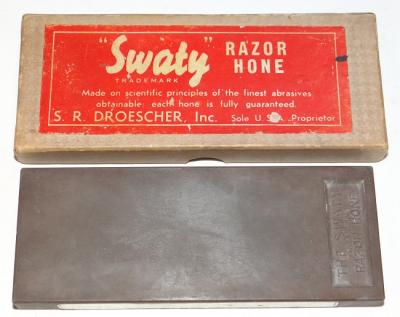 "Swaty" RAZOR
HONE
TRADEMARK
Made on scientific principles of the finest abrasives
obtainable: each hone is fully guaranteed.
S. R. DROESCHER, Inc. Sole U.S.A. Proprietor
THE SWATY
RAZOR HONE